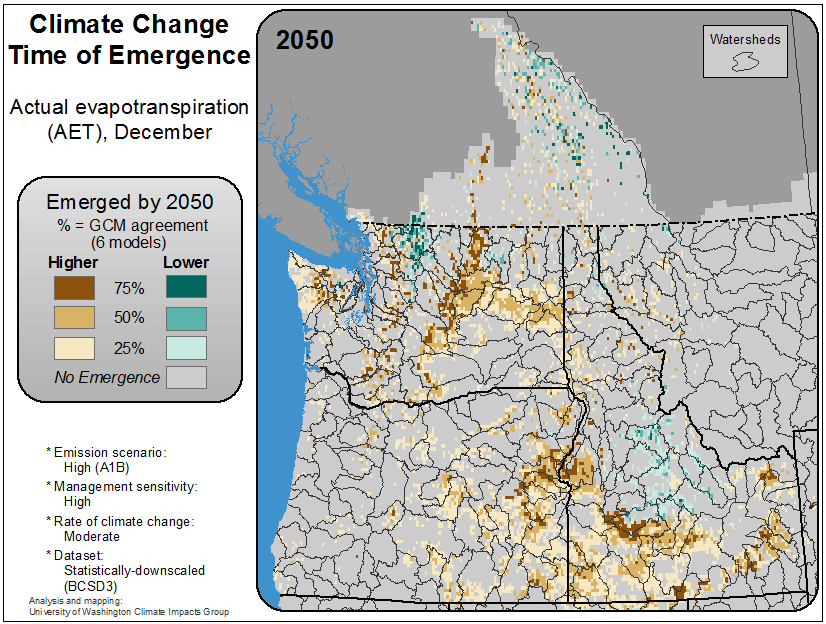 Climate Change
Time of Emergence
Actual evapotranspiration
(AET), December
Emerged by 2050
% = GCM agreement
(6 models)
Higher Lower
75%
50%
25%
No Emergence
* Emission scenario:
High (A1B)
* Management sensitivity:
High
* Rate of climate change:
Moderate
* Dataset:
Statistically-downscaled
(BCSD3)
Analysis and mapping:
University of Washington Climate Impacts Group
2050
Watersheds